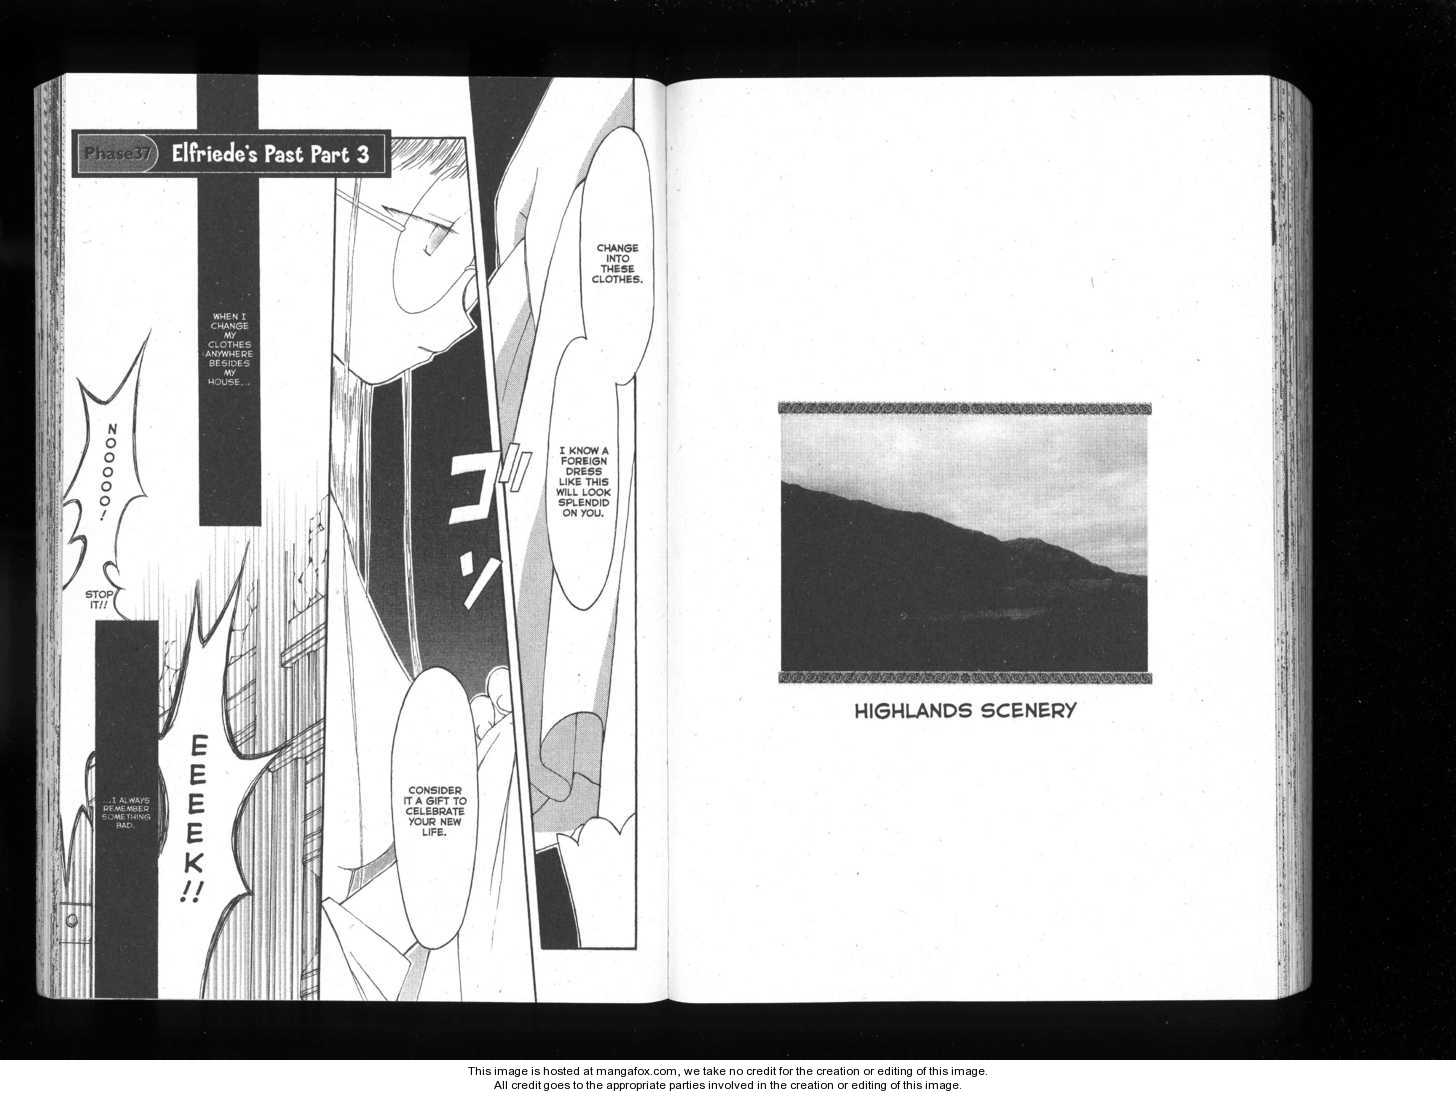 Phase37
Elfriede's Past Part 3
CHANGE
INTO
THESE
CLOTHES.
I KNOW A
FOREIGN
DRESS
LIKE THIS
WILL LOOK
SPLENDID
ON YOU.
ゴソ
CONSIDER
IT A GIFT TO
CELEBRATE
YOUR NEW
LIFE.
WHEN I
CHANGE
MY
CLOTHES
ANYWHERE
BESIDES
MY
HOUSE...
NOOOOO!
STOP
IT!!
EEEEK!!
...I ALWAYS
REMEMBER
SOMETHING
BAD.
HIGHLANDS SCENERY
This image is hosted at mangafox.com, we take no credit for the creation or editing of this image.
All credit goes to the appropriate parties involved in the creation or editing of this image.